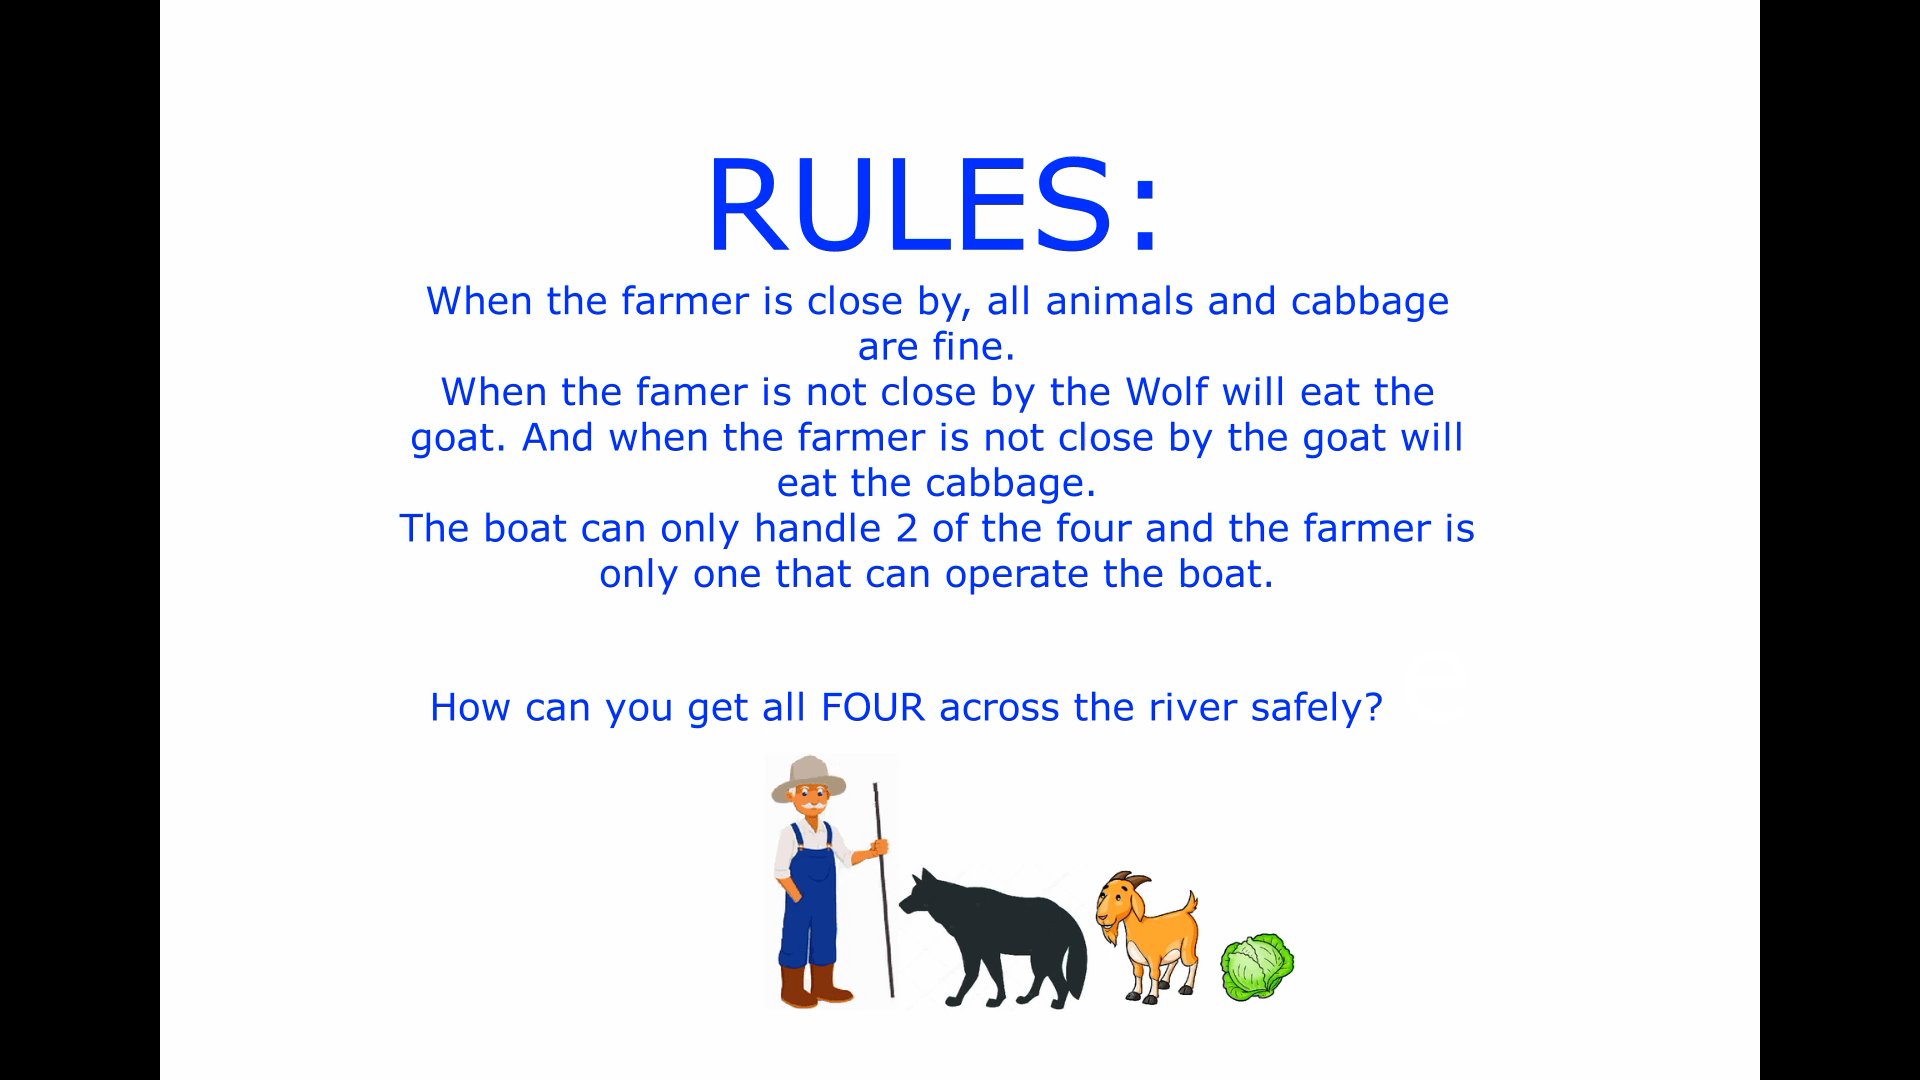 RULES:
When the farmer is close by, all animals and cabbage
are fine.
When the famer is not close by the Wolf will eat the
goat. And when the farmer is not close by the goat will
eat the cabbage.
The boat can only handle 2 of the four and the farmer is
only one that can operate the boat.
How can you get all FOUR across the river safely?